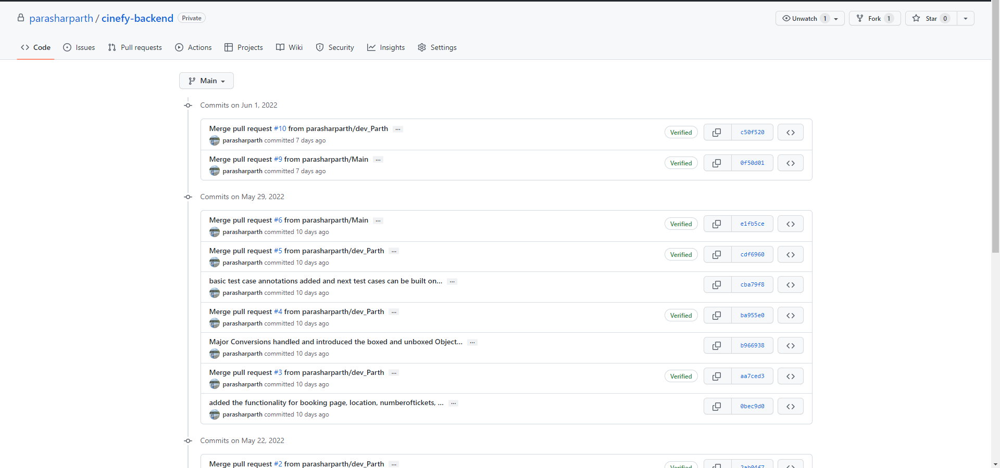 parasharparth / cinefy-backend Private Unwatch 1 Fork 1 Star 0
Code Issues Pull requests Actions Projects Wiki Security Insights Settings
Main
Commits on Jun 1, 2022
Merge pull request #10 from parasharparth/dev_Parth ...
parasharparth committed 7 days ago
Verified c50f520
Merge pull request #9 from parasharparth/Main ...
parasharparth committed 7 days ago
Verified 0f50d01
Commits on May 29, 2022
Merge pull request #6 from parasharparth/Main ...
parasharparth committed 10 days ago
Verified e1fb5ce
Merge pull request #5 from parasharparth/dev_Parth ...
parasharparth committed 10 days ago
Verified cdf6960
basic test case annotations added and next test cases can be built on... ...
parasharparth committed 10 days ago
cba79f8
Merge pull request #4 from parasharparth/dev_Parth ...
parasharparth committed 10 days ago
Verified ba955e0
Major Conversions handled and introduced the boxed and unboxed Object... ...
parasharparth committed 10 days ago
b966938
Merge pull request #3 from parasharparth/dev_Parth ...
parasharparth committed 10 days ago
Verified aa7ced3
added the functionality for booking page, location, numberoftickets, ... ...
parasharparth committed 10 days ago
0bec9d0
Commits on May 22, 2022
Merge pull request #2 from parasharparth/dev_Parth ...
Verified